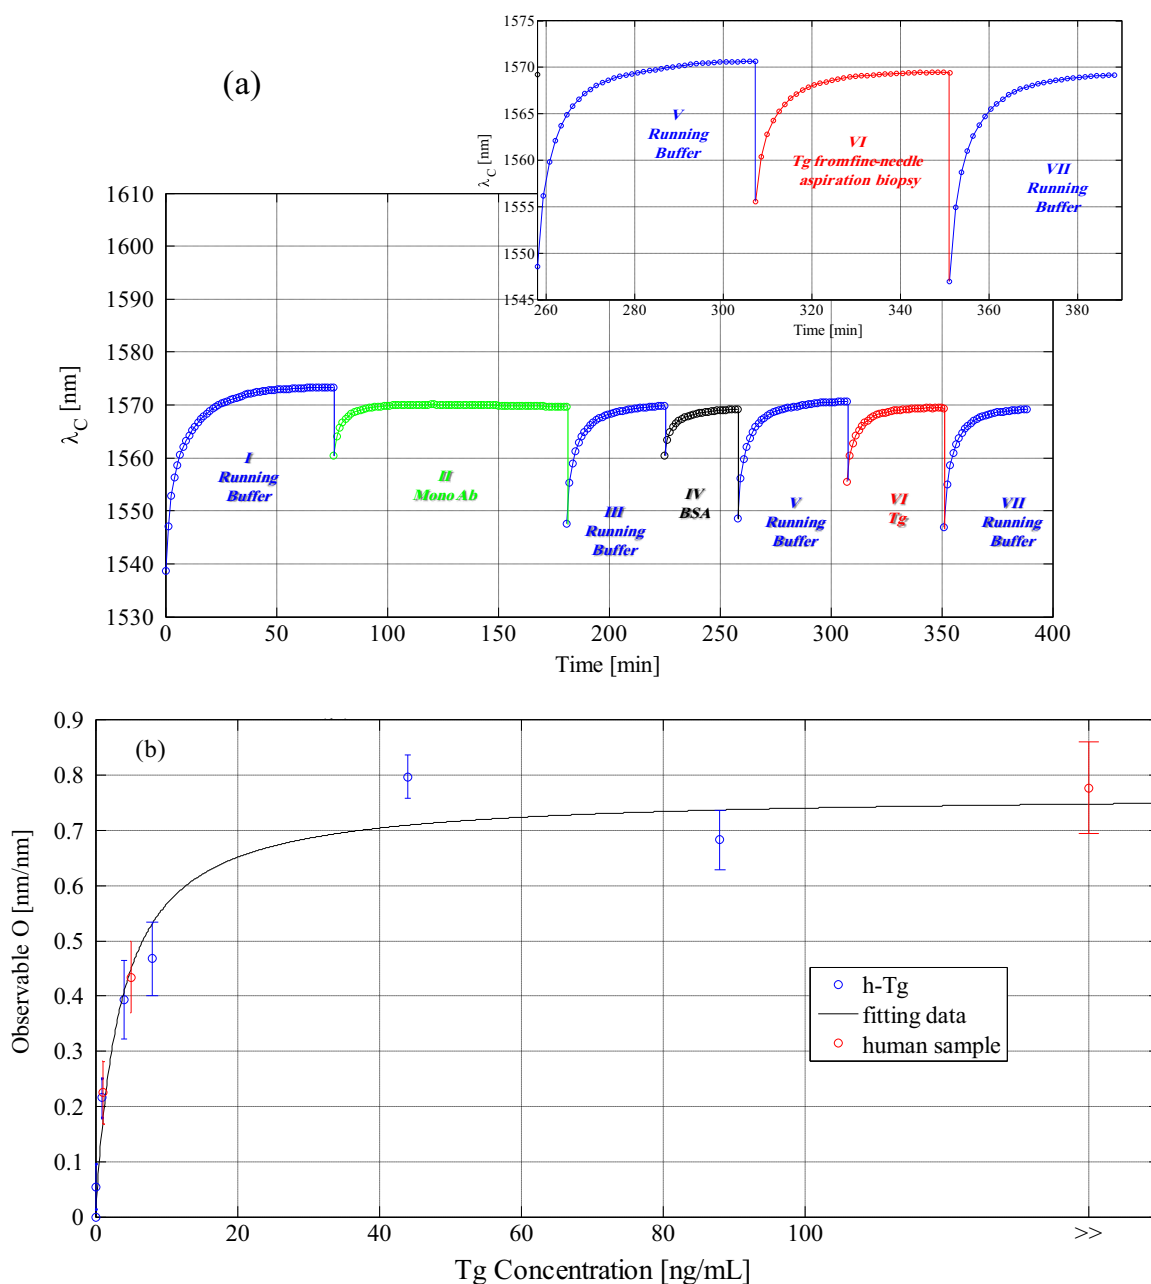 (a)
1575
1570
1565
1560
1555
1550
1545
λC [nm]
V
Running
Buffer
VI
Tg fromfine-needle
aspiration biopsy
VII
Running
Buffer
260
280
300
320
340
360
380
Time [min]
1610
1600
1590
1580
1570
1560
1550
1540
1530
λC [nm]
I
Running
Buffer
II
Mono Ab
III
Running
Buffer
IV
BSA
V
Running
Buffer
VI
Tg
VII
Running
Buffer
0
50
100
150
200
250
300
350
400
Time [min]
(b)
0.9
0.8
0.7
0.6
0.5
0.4
0.3
0.2
0.1
0
Observable O [nm/nm]
h-Tg
fitting data
human sample
0
20
40
60
80
100
>>
Tg Concentration [ng/mL]